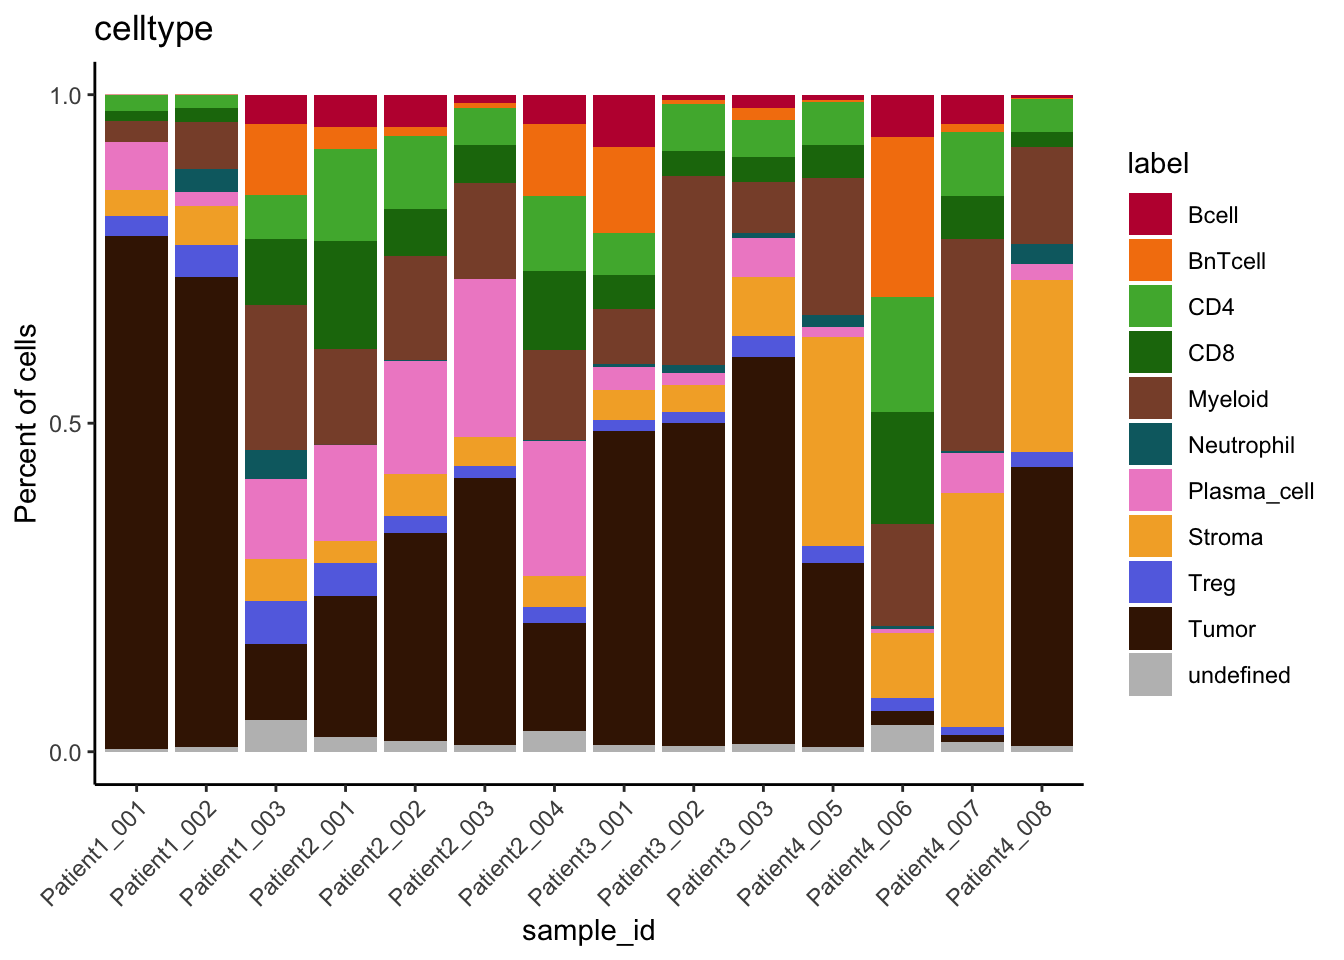 celltype
Percent of cells
1.0
0.5
0.0
Patient1_001
Patient1_002
Patient1_003
Patient2_001
Patient2_002
Patient2_003
Patient2_004
Patient3_001
Patient3_002
Patient3_003
Patient4_005
Patient4_006
Patient4_007
Patient4_008
sample_id
label
Bcell
BnTcell
CD4
CD8
Myeloid
Neutrophil
Plasma_cell
Stroma
Treg
Tumor
undefined